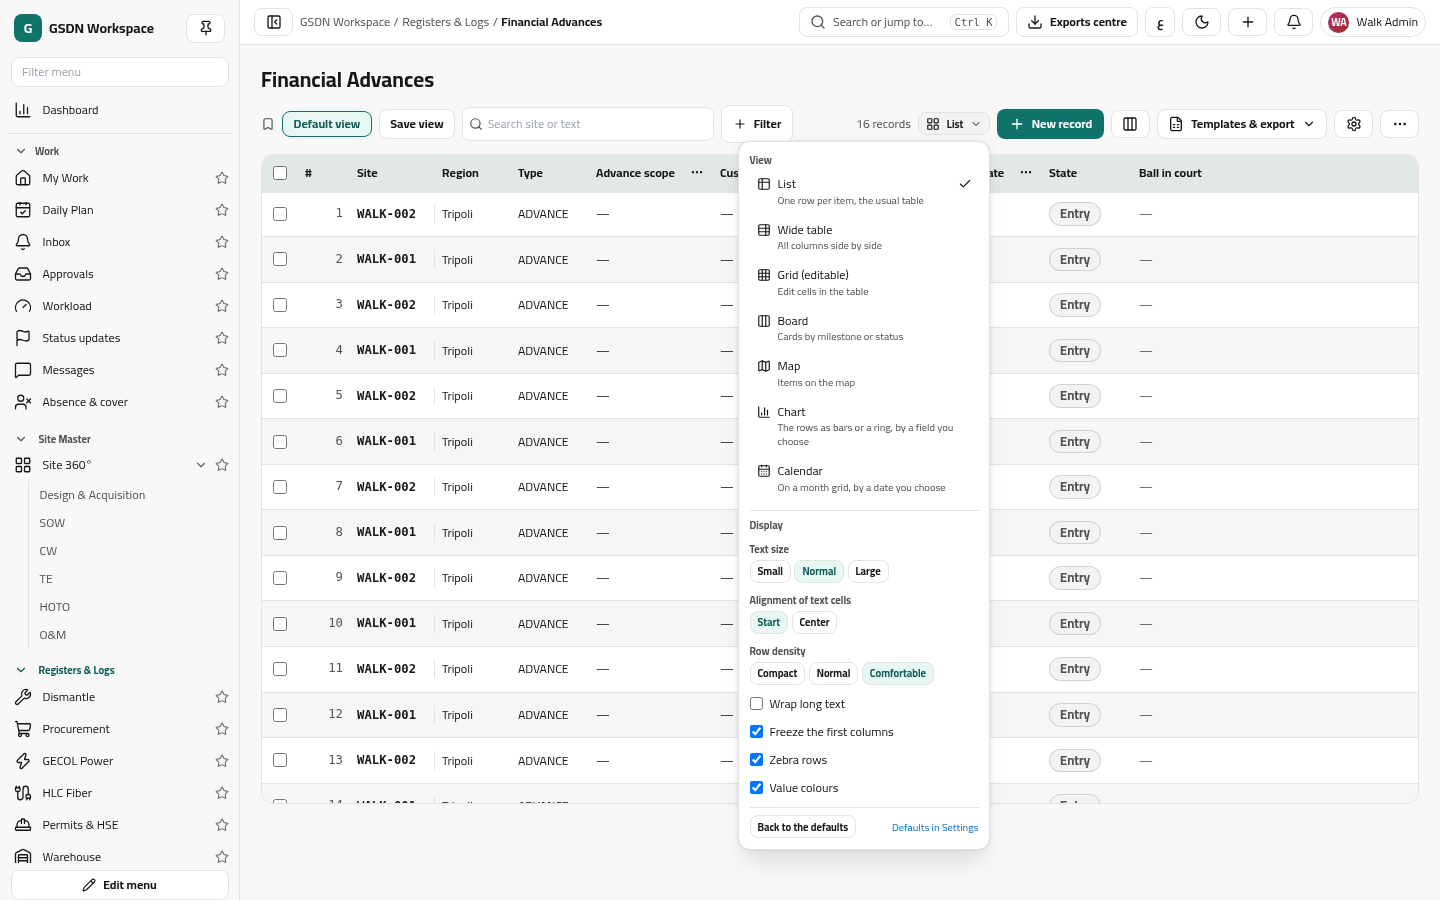 G GSDN Workspace
Filter menu
Dashboard
Work
My Work
Daily Plan
Inbox
Approvals
Workload
Status updates
Messages
Absence & cover
Site Master
Site 360°
Design & Acquisition
SOW
CW
TE
HOTO
O&M
Registers & Logs
Dismantle
Procurement
GECOL Power
HLC Fiber
Permits & HSE
Warehouse
Edit menu
GSDN Workspace / Registers & Logs / Financial Advances
Search or jump to... Ctrl K
Exports centre
ع
WA Walk Admin
Financial Advances
Default view
Save view
Search site or text
Filter
16 records
List
New record
Templates & export
# Site Region Type Advance scope ... Cus ate ... State Ball in court
1 WALK-002 Tripoli ADVANCE — — Entry —
2 WALK-001 Tripoli ADVANCE — — Entry —
3 WALK-002 Tripoli ADVANCE — — Entry —
4 WALK-001 Tripoli ADVANCE — — Entry —
5 WALK-002 Tripoli ADVANCE — — Entry —
6 WALK-001 Tripoli ADVANCE — — Entry —
7 WALK-002 Tripoli ADVANCE — — Entry —
8 WALK-001 Tripoli ADVANCE — — Entry —
9 WALK-002 Tripoli ADVANCE — — Entry —
10 WALK-001 Tripoli ADVANCE — — Entry —
11 WALK-002 Tripoli ADVANCE — — Entry —
12 WALK-001 Tripoli ADVANCE — — Entry —
13 WALK-002 Tripoli ADVANCE — — Entry —
View
List
One row per item, the usual table
Wide table
All columns side by side
Grid (editable)
Edit cells in the table
Board
Cards by milestone or status
Map
Items on the map
Chart
The rows as bars or a ring, by a field you
choose
Calendar
On a month grid, by a date you choose
Display
Text size
Small Normal Large
Alignment of text cells
Start Center
Row density
Compact Normal Comfortable
Wrap long text
Freeze the first columns
Zebra rows
Value colours
Back to the defaults
Defaults in Settings